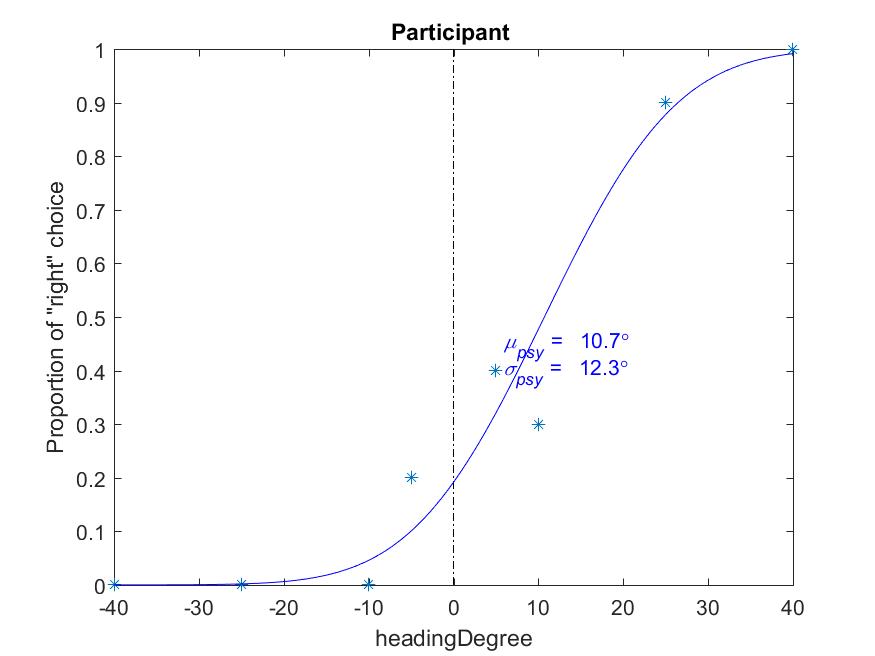 Participant
Proportion of "right" choice
1
0.9
0.8
0.7
0.6
0.5
0.4
0.3
0.2
0.1
0
μpsy = 10.7°
σpsy = 12.3°
-40 -30 -20 -10 0 10 20 30 40
headingDegree